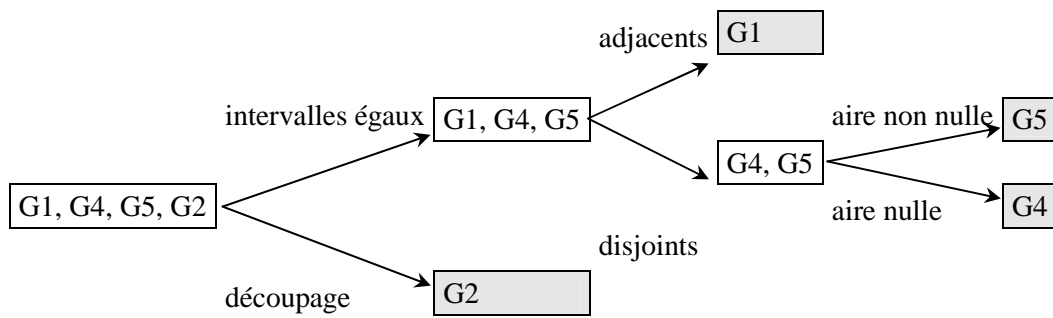 adjacents
G1
intervalles égaux
G1, G4, G5
aire non nulle
G5
G4, G5
G1, G4, G5, G2
aire nulle
G4
disjoints
découpage
G2